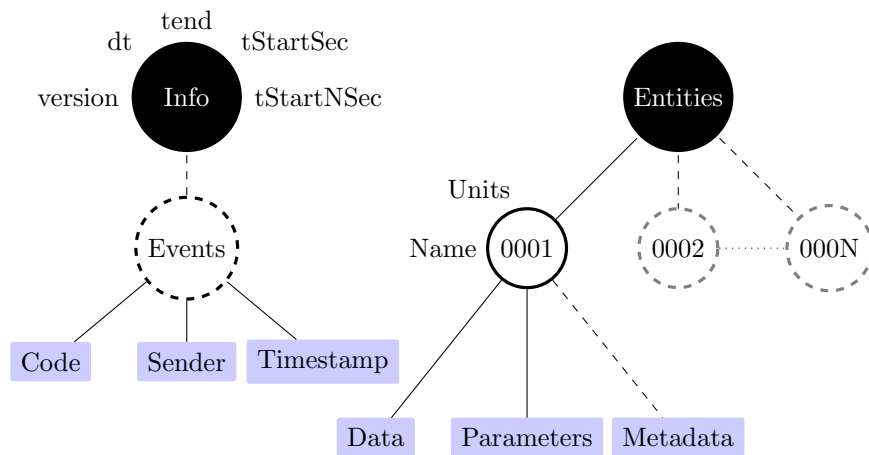 tend
dt
tStartSec
version
Info
tStartNSec
Events
Code
Sender
Timestamp
Entities
Units
Name
0001
0002
000N
Data
Parameters
Metadata